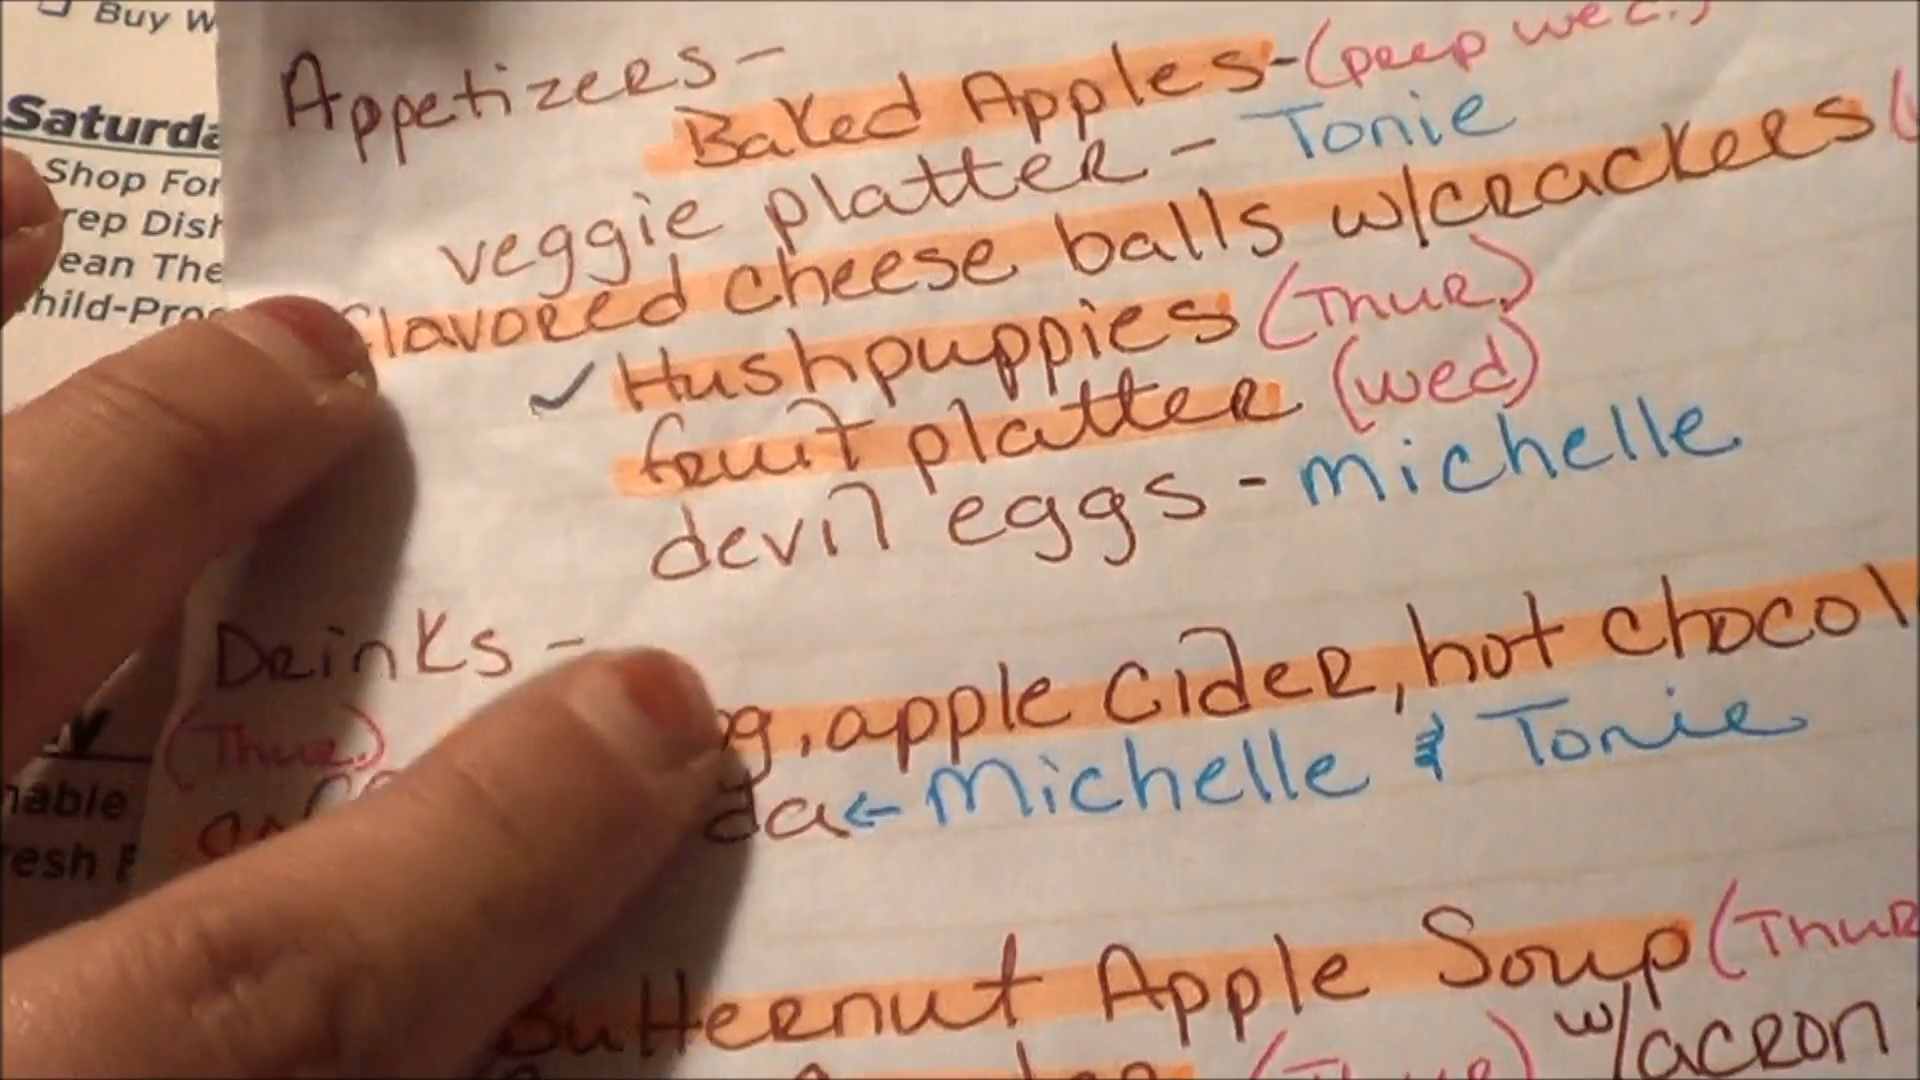 Buy W
Saturda
Shop For
rep Dish
ean The
hild-Proo
nable
resh F
Appetizers -
Baked Apples - (prep wed.)
veggie platter - Tonie
flavored cheese balls w/crackers (
✓ Hushpuppies (Thur.)
fruit platter (wed)
devil eggs - michelle
Drinks -
(Thur.)
g, apple cider, hot chocol
da ← Michelle & Tonie
Butternut Apple Soup (Thur
w/acron